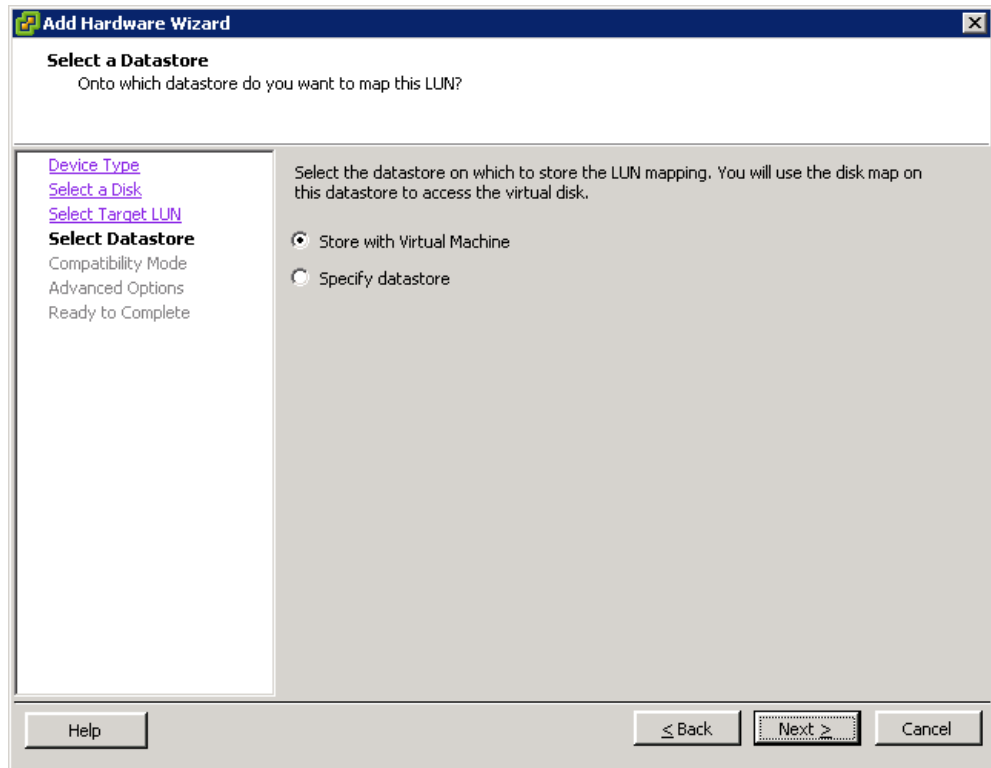 Add Hardware Wizard
Select a Datastore
Onto which datastore do you want to map this LUN?
Device Type
Select a Disk
Select Target LUN
Select Datastore
Compatibility Mode
Advanced Options
Ready to Complete
Select the datastore on which to store the LUN mapping. You will use the disk map on
this datastore to access the virtual disk.
Store with Virtual Machine
Specify datastore
Help
< Back
Next >
Cancel